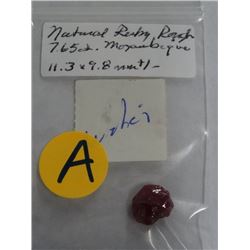 Natural Ruby, Rough
7.65ct. Mozambique
11.3 x 9.8 mm +/-
A